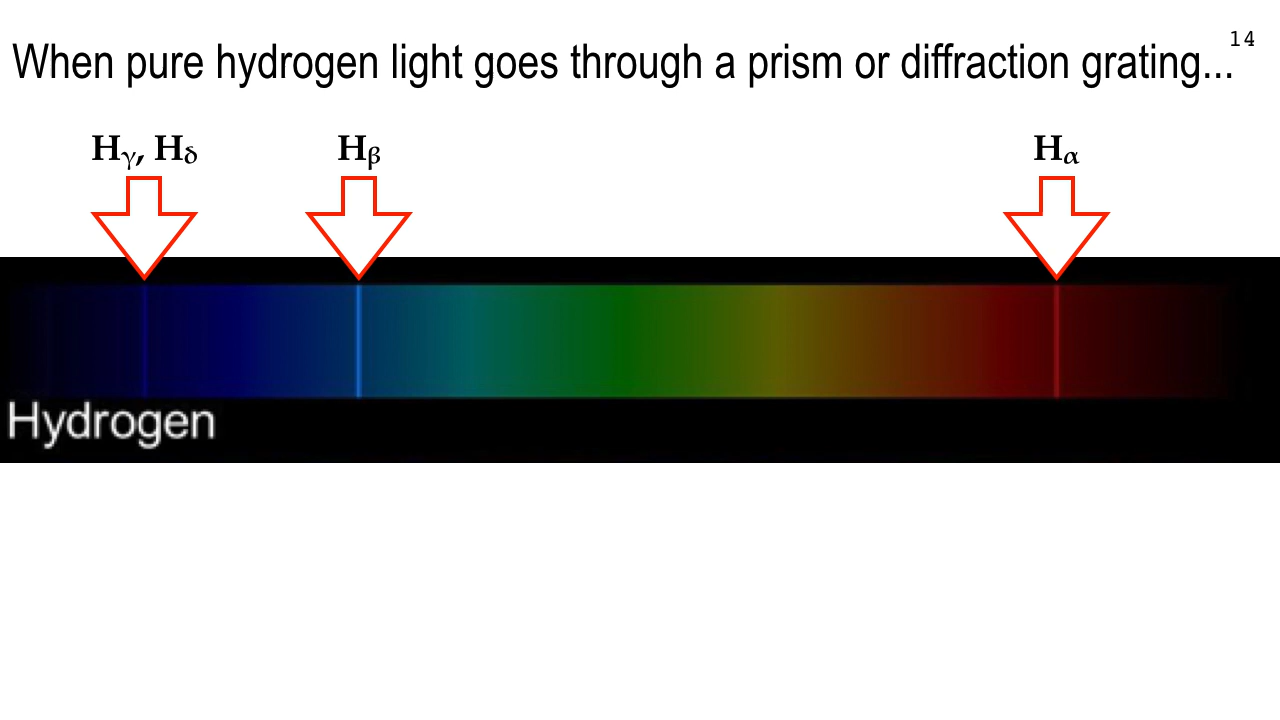 14
When pure hydrogen light goes through a prism or diffraction grating...
Hγ, Hδ
Hβ
Hα
Hydrogen